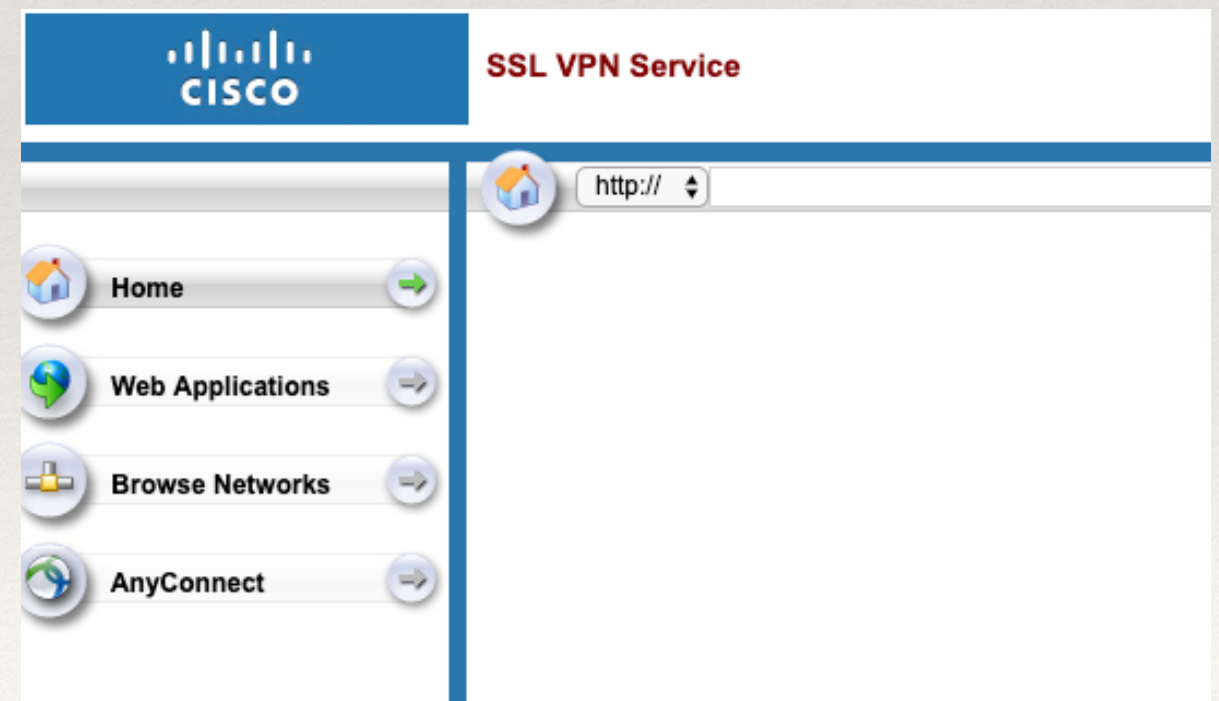 CISCO
SSL VPN Service
http://
Home
Web Applications
Browse Networks
AnyConnect